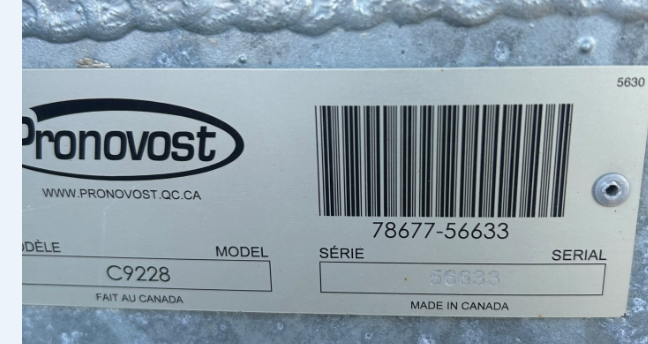 5630
Pronovost
WWW.PRONOVOST.QC.CA
78677-56633
MODÈLE MODEL
SÉRIE SERIAL
C9228
56633
FAIT AU CANADA
MADE IN CANADA